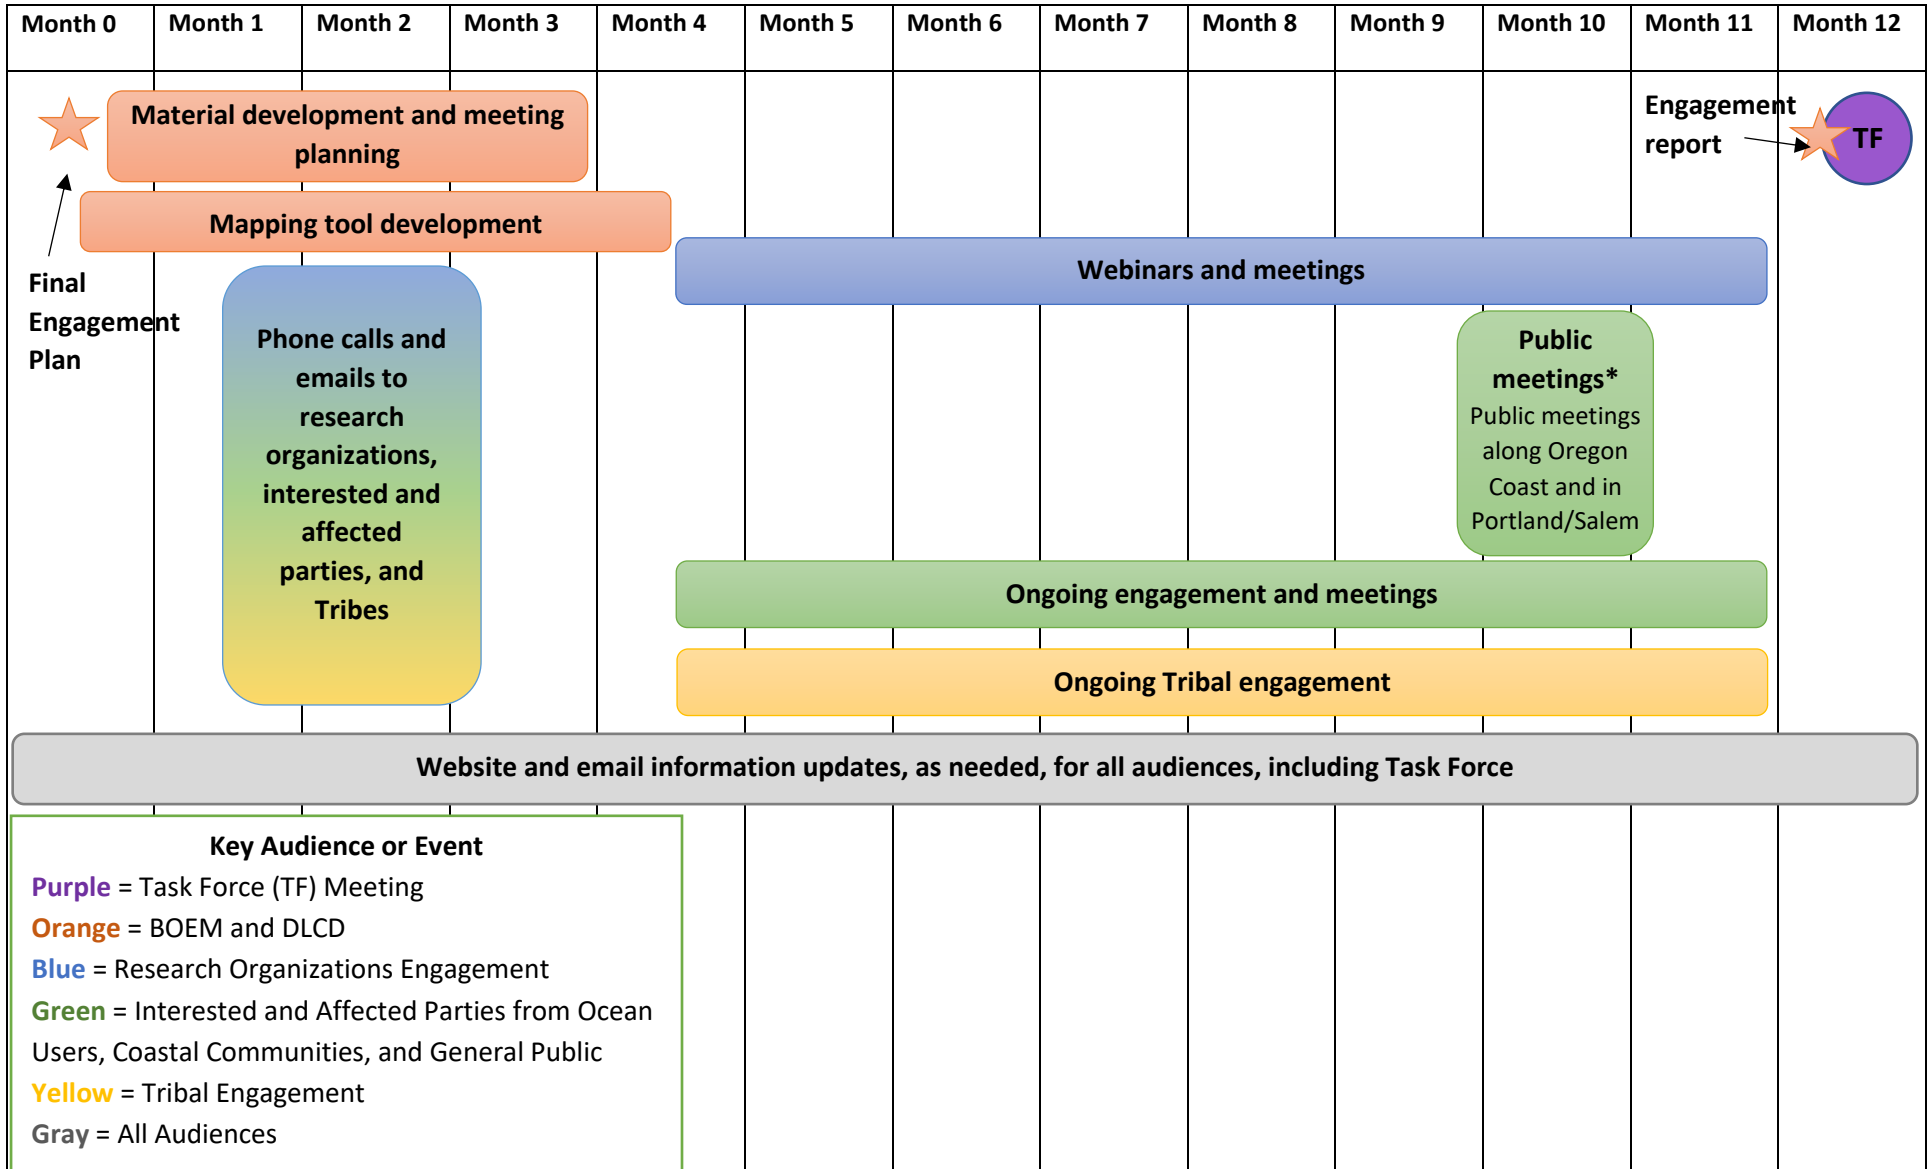 Month 0 Month 1 Month 2 Month 3 Month 4 Month 5 Month 6 Month 7 Month 8 Month 9 Month 10 Month 11 Month 12
Material development and meeting
planning
Engagement
report
TF
Mapping tool development
Final
Engagement
Plan
Webinars and meetings
Phone calls and
emails to
research
organizations,
interested and
affected
parties, and
Tribes
Public
meetings*
Public meetings
along Oregon
Coast and in
Portland/Salem
Ongoing engagement and meetings
Ongoing Tribal engagement
Website and email information updates, as needed, for all audiences, including Task Force
Key Audience or Event
Purple = Task Force (TF) Meeting
Orange = BOEM and DLCD
Blue = Research Organizations Engagement
Green = Interested and Affected Parties from Ocean
Users, Coastal Communities, and General Public
Yellow = Tribal Engagement
Gray = All Audiences